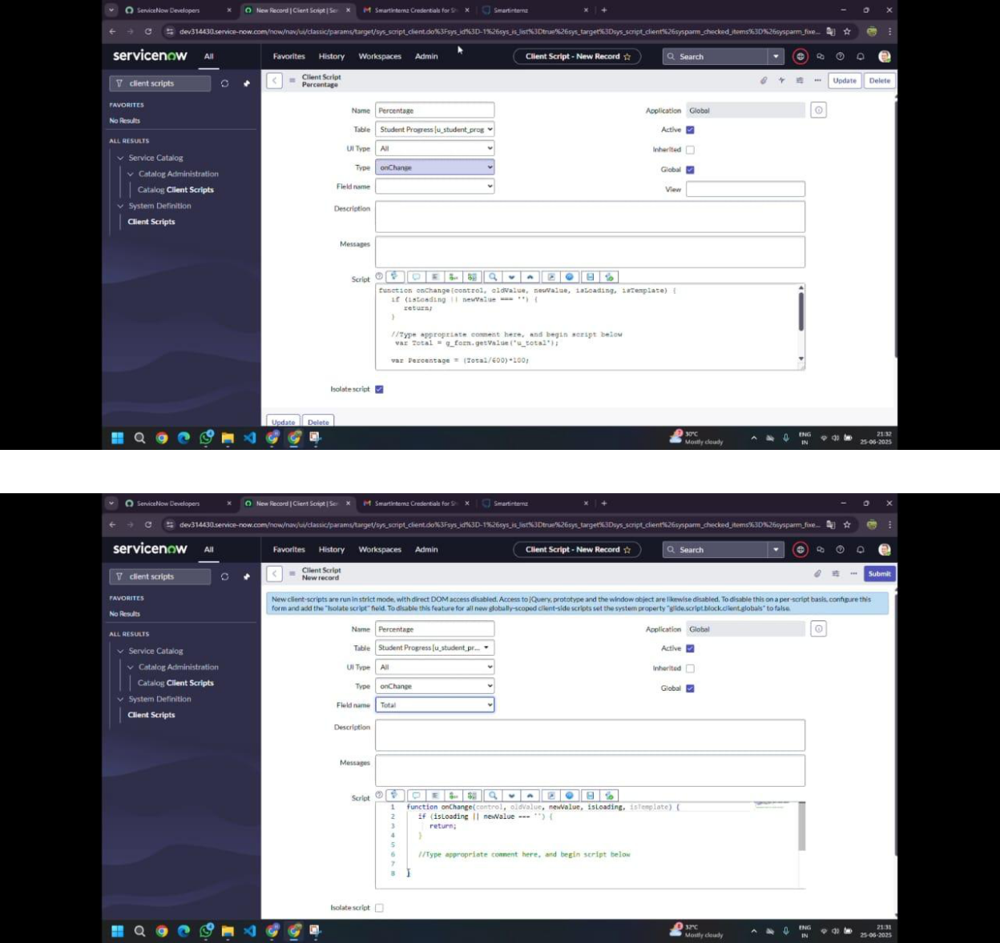 ServiceNow Developers
New Record | Client Script | Ser
SmartInternz Credentials for S
Smartinternz
dev314430.service-now.com/now/nav/ui/classic/params/target/sys_script_client.do%3Fsys_id%3D-1%26sys_is_list%3Dtrue%26sys_target%3Dsys_script_client%26sysparm_checked_items%3D%26sysparm_fixe...
servicenow
All
Favorites
History
Workspaces
Admin
Client Script - New Record
Search
client scripts
Client Script
Percentage
Update
Delete
FAVORITES
No Results
ALL RESULTS
Service Catalog
Catalog Administration
Catalog Client Scripts
System Definition
Client Scripts
Name
Percentage
Application
Global
Table
Student Progress [u_student_prog
Active
UI Type
All
Inherited
Type
onChange
Global
Field name
View
Description
Messages
Script
function onChange(control, oldValue, newValue, isLoading, isTemplate) {
if (isLoading || newValue === '') {
return;
}
//Type appropriate comment here, and begin script below
var Total = g_form.getValue('u_total');
var Percentage = (Total/600)*100;
Isolate script
Update
Delete
30°C
Mostly cloudy
ENG
IN
21:32
25-06-2025
ServiceNow Developers
New Record | Client Script | Ser
SmartInternz Credentials for S
Smartinternz
dev314430.service-now.com/now/nav/ui/classic/params/target/sys_script_client.do%3Fsys_id%3D-1%26sys_is_list%3Dtrue%26sys_target%3Dsys_script_client%26sysparm_checked_items%3D%26sysparm_fixe...
servicenow
All
Favorites
History
Workspaces
Admin
Client Script - New Record
Search
client scripts
Client Script
New record
Submit
New client-scripts are run in strict mode, with direct DOM access disabled. Access to jQuery, prototype and the window object are likewise disabled. To disable this on a per-script basis, configure this
form and add the "Isolate script" field. To disable this feature for all new globally-scoped client-side scripts set the system property "glide.script.block.client.globals" to false.
FAVORITES
No Results
ALL RESULTS
Service Catalog
Catalog Administration
Catalog Client Scripts
System Definition
Client Scripts
Name
Percentage
Application
Global
Table
Student Progress [u_student_pr...
Active
UI Type
All
Inherited
Type
onChange
Global
Field name
Total
Description
Messages
Script
1 function onChange(control, oldValue, newValue, isLoading, isTemplate) {
2 if (isLoading || newValue === '') {
3 return;
4 }
5
6 //Type appropriate comment here, and begin script below
7
8 }
Isolate script
32°C
Mostly cloudy
ENG
IN
21:31
25-06-2025